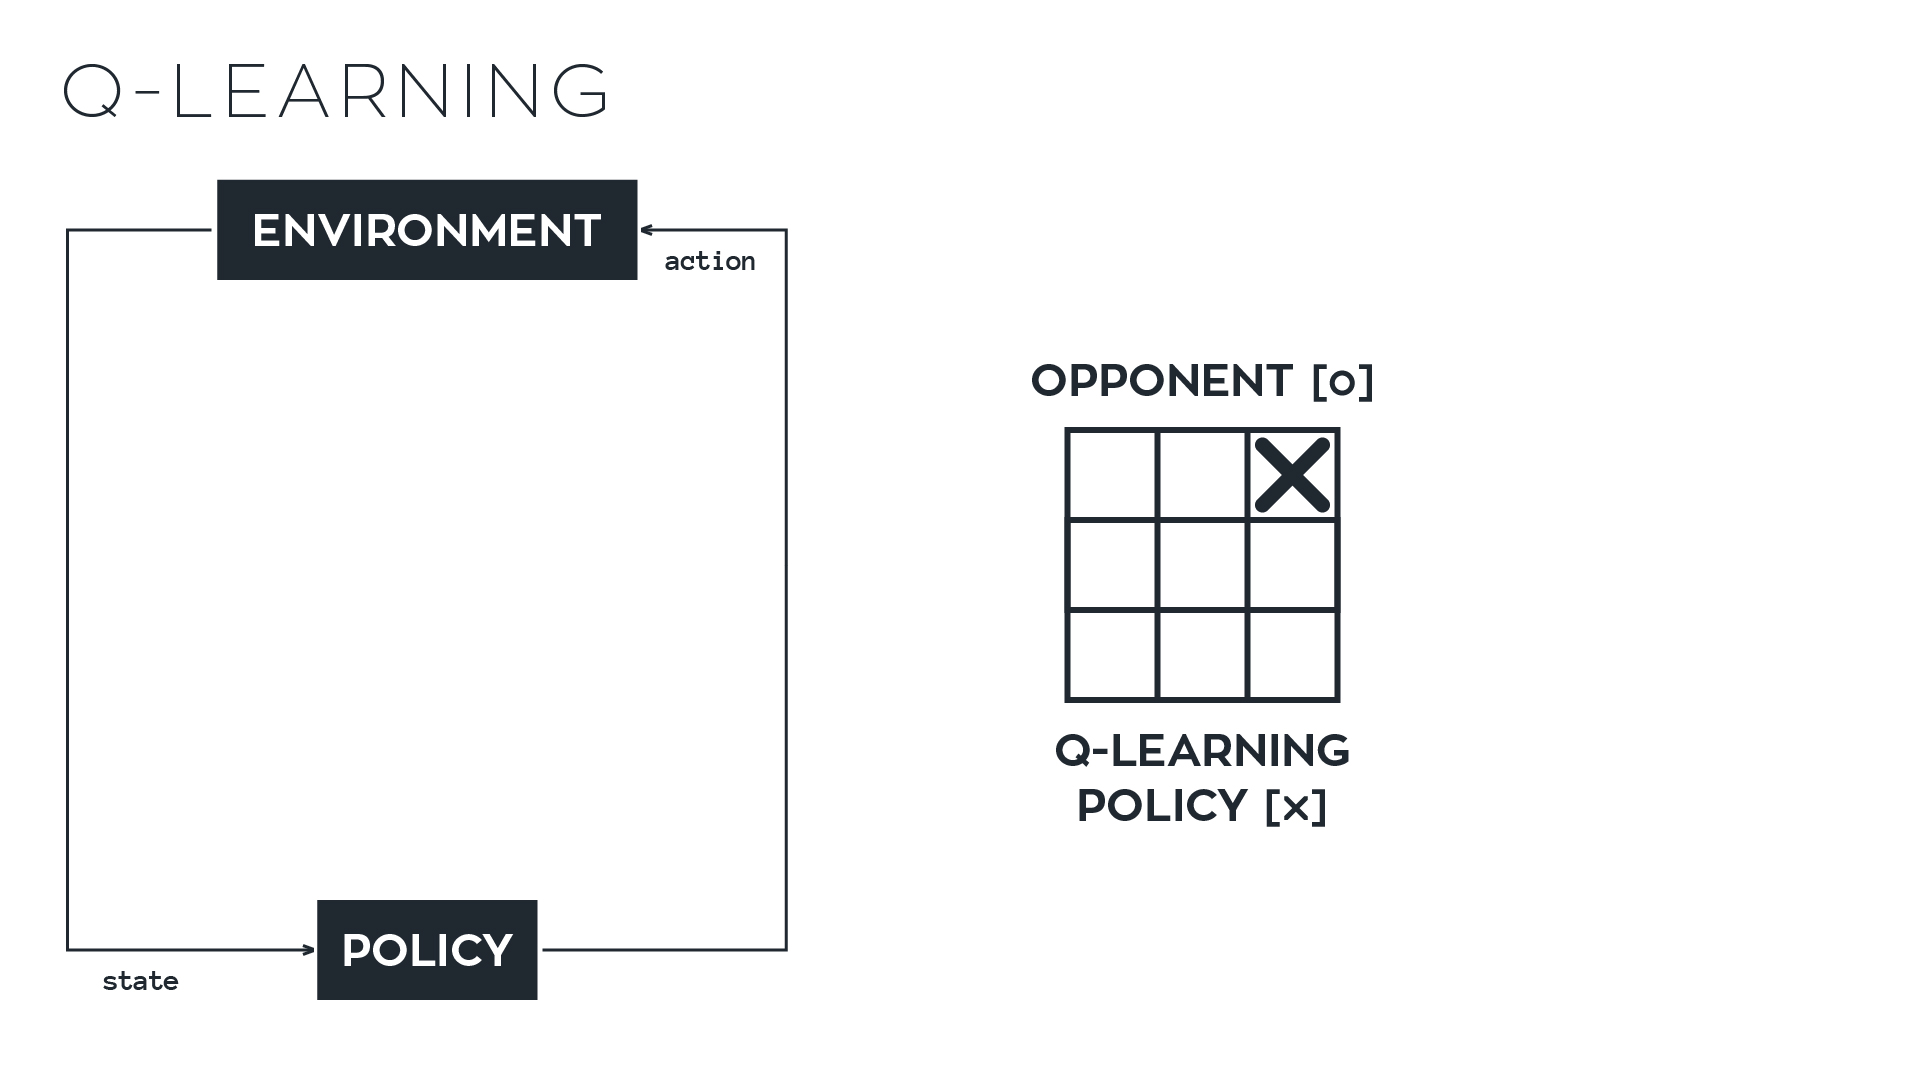 Q-LEARNING
ENVIRONMENT
action
OPPONENT [o]
Q-LEARNING
POLICY [x]
POLICY
state